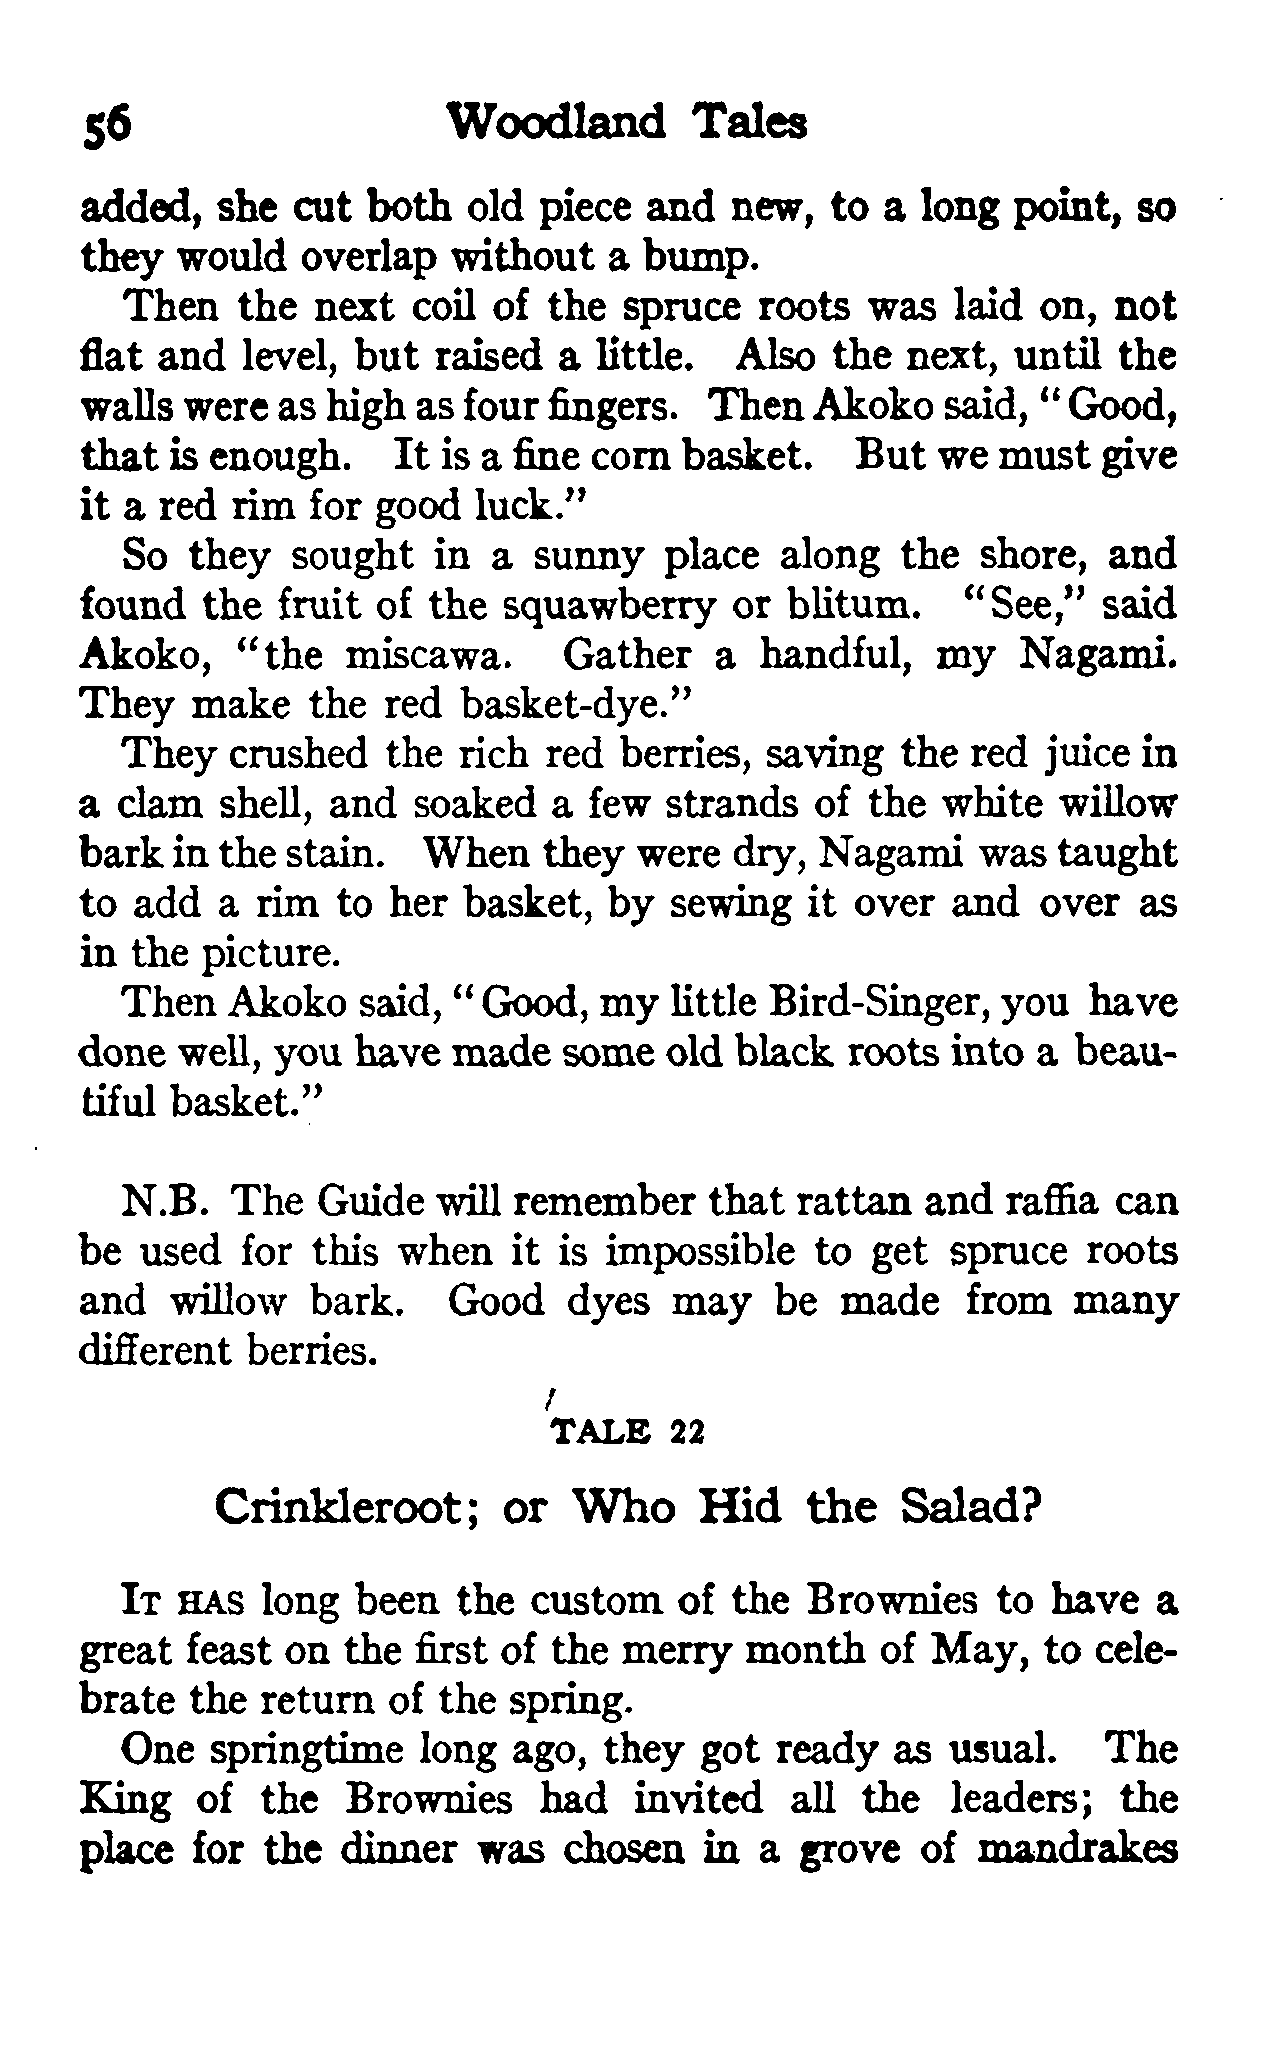 56 Woodland Tales
added, she cut both old piece and new, to a long point, so
they would overlap without a bump.
Then the next coil of the spruce roots was laid on, not
flat and level, but raised a little. Also the next, until the
walls were as high as four fingers. Then Akoko said, "Good,
that is enough. It is a fine corn basket. But we must give
it a red rim for good luck."
So they sought in a sunny place along the shore, and
found the fruit of the squawberry or blitum. "See," said
Akoko, "the miscawa. Gather a handful, my Nagami.
They make the red basket-dye."
They crushed the rich red berries, saving the red juice in
a clam shell, and soaked a few strands of the white willow
bark in the stain. When they were dry, Nagami was taught
to add a rim to her basket, by sewing it over and over as
in the picture.
Then Akoko said, "Good, my little Bird-Singer, you have
done well, you have made some old black roots into a beau-
tiful basket."
N.B. The Guide will remember that rattan and raffia can
be used for this when it is impossible to get spruce roots
and willow bark. Good dyes may be made from many
different berries.
TALE 22
Crinkleroot; or Who Hid the Salad?
IT HAS long been the custom of the Brownies to have a
great feast on the first of the merry month of May, to cele-
brate the return of the spring.
One springtime long ago, they got ready as usual. The
King of the Brownies had invited all the leaders; the
place for the dinner was chosen in a grove of mandrakes